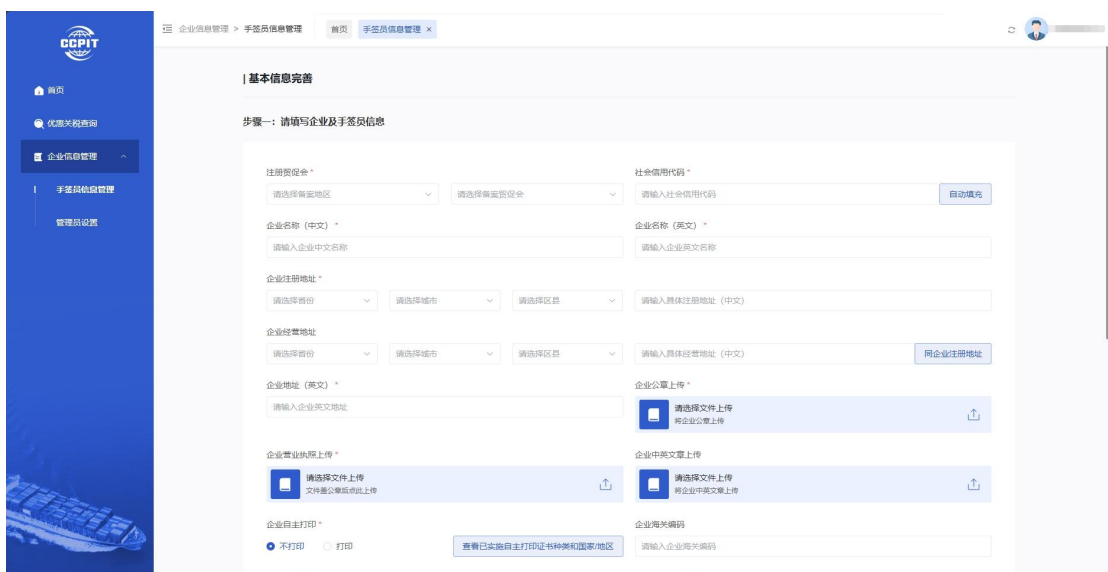 CCPIT
企业信息管理 > 手签员信息管理
首页
手签员信息管理 ×
首页
优惠关税查询
企业信息管理
手签员信息管理
管理员设置
基本信息完善
步骤一：请填写企业及手签员信息
注册贸促会 *
社会信用代码 *
请选择备案地区
请选择备案贸促会
请输入社会信用代码
自动填充
企业名称（中文） *
企业名称（英文） *
请输入企业中文名称
请输入企业英文名称
企业注册地址 *
请选择省份
请选择城市
请选择区县
请输入具体注册地址（中文）
企业经营地址
请选择省份
请选择城市
请选择区县
请输入具体经营地址（中文）
同企业注册地址
企业地址（英文） *
企业公章上传 *
请输入企业英文地址
请选择文件上传
将企业公章上传
企业营业执照上传 *
企业中英文章上传
请选择文件上传
文件盖公章后点此上传
请选择文件上传
将企业中英文章上传
企业自主打印 *
企业海关编码
不打印
打印
查看已实施自主打印证书种类和国家/地区
请输入企业海关编码